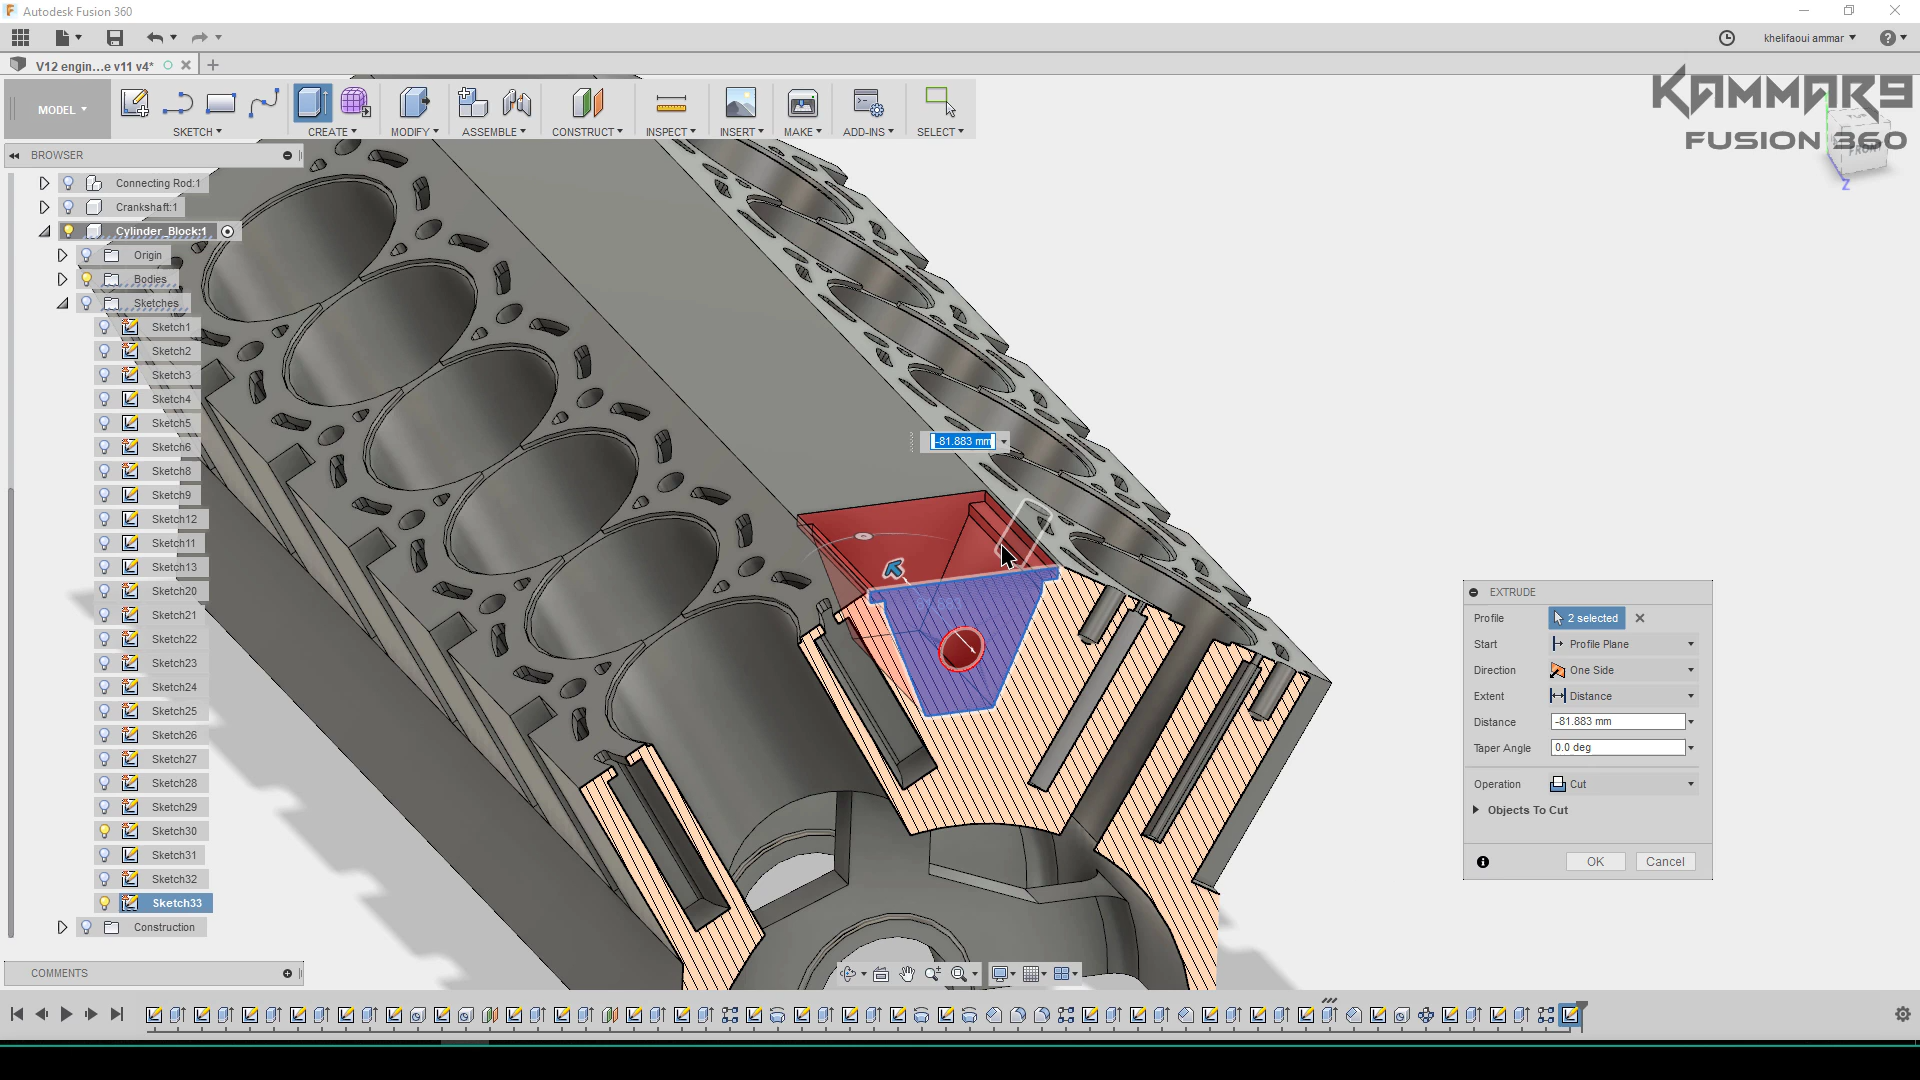 Autodesk Fusion 360
khelifaoui ammar
V12 engin...e v11 v4*
KAMMAR9
FUSION 360
MODEL
SKETCH
CREATE
MODIFY
ASSEMBLE
CONSTRUCT
INSPECT
INSERT
MAKE
ADD-INS
SELECT
TOP
FRONT
Z
BROWSER
Connecting Rod:1
Crankshaft:1
Cylinder_Block:1
Origin
Bodies
Sketches
Sketch1
Sketch2
Sketch3
Sketch4
Sketch5
Sketch6
Sketch8
Sketch9
Sketch12
Sketch11
Sketch13
Sketch20
Sketch21
Sketch22
Sketch23
Sketch24
Sketch25
Sketch26
Sketch27
Sketch28
Sketch29
Sketch30
Sketch31
Sketch32
Sketch33
Construction
-81.883 mm
EXTRUDE
Profile 2 selected
Start Profile Plane
Direction One Side
Extent Distance
Distance -81.883 mm
Taper Angle 0.0 deg
Operation Cut
Objects To Cut
OK Cancel
COMMENTS